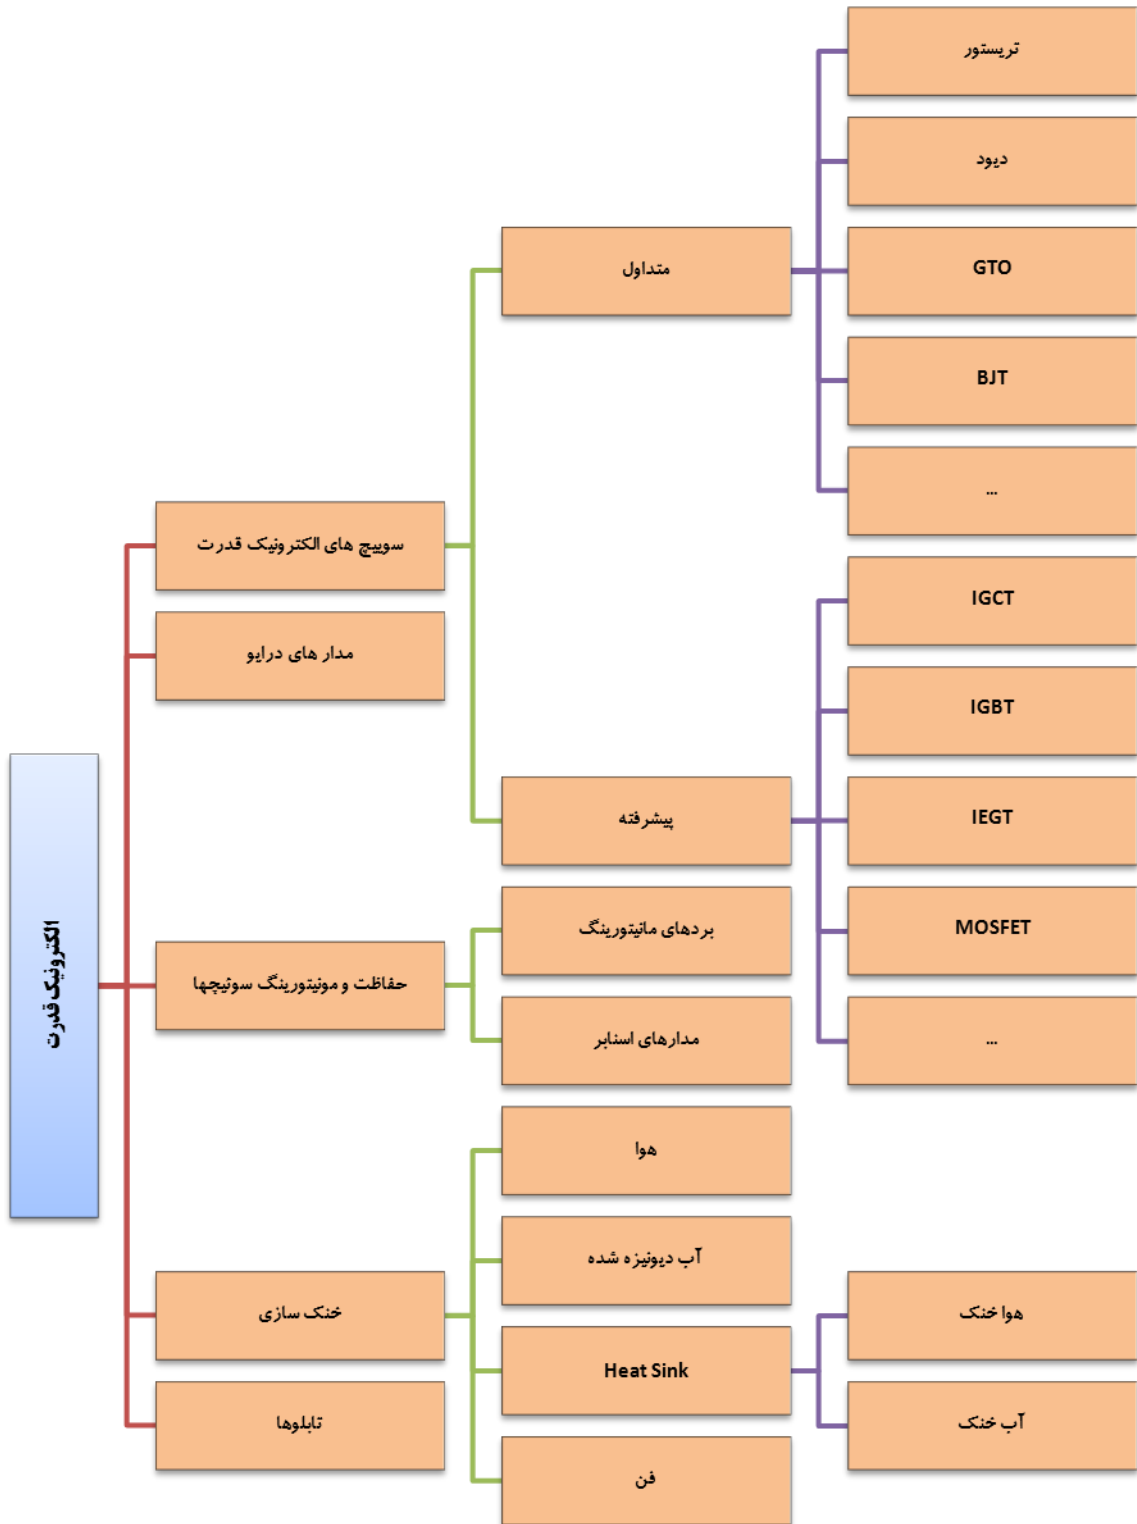 الکترونیک قدرت
سوییچ های الکترونیک قدرت
متداول
تریستور
دیود
GTO
BJT
...
پیشرفته
IGCT
IGBT
IEGT
MOSFET
...
مدار های درایو
حفاظت و مونیتورینگ سوئیچها
بردهای مانیتورینگ
مدارهای اسنابر
خنک سازی
هوا
آب دیونیزه شده
Heat Sink
هوا خنک
آب خنک
فن
تابلوها